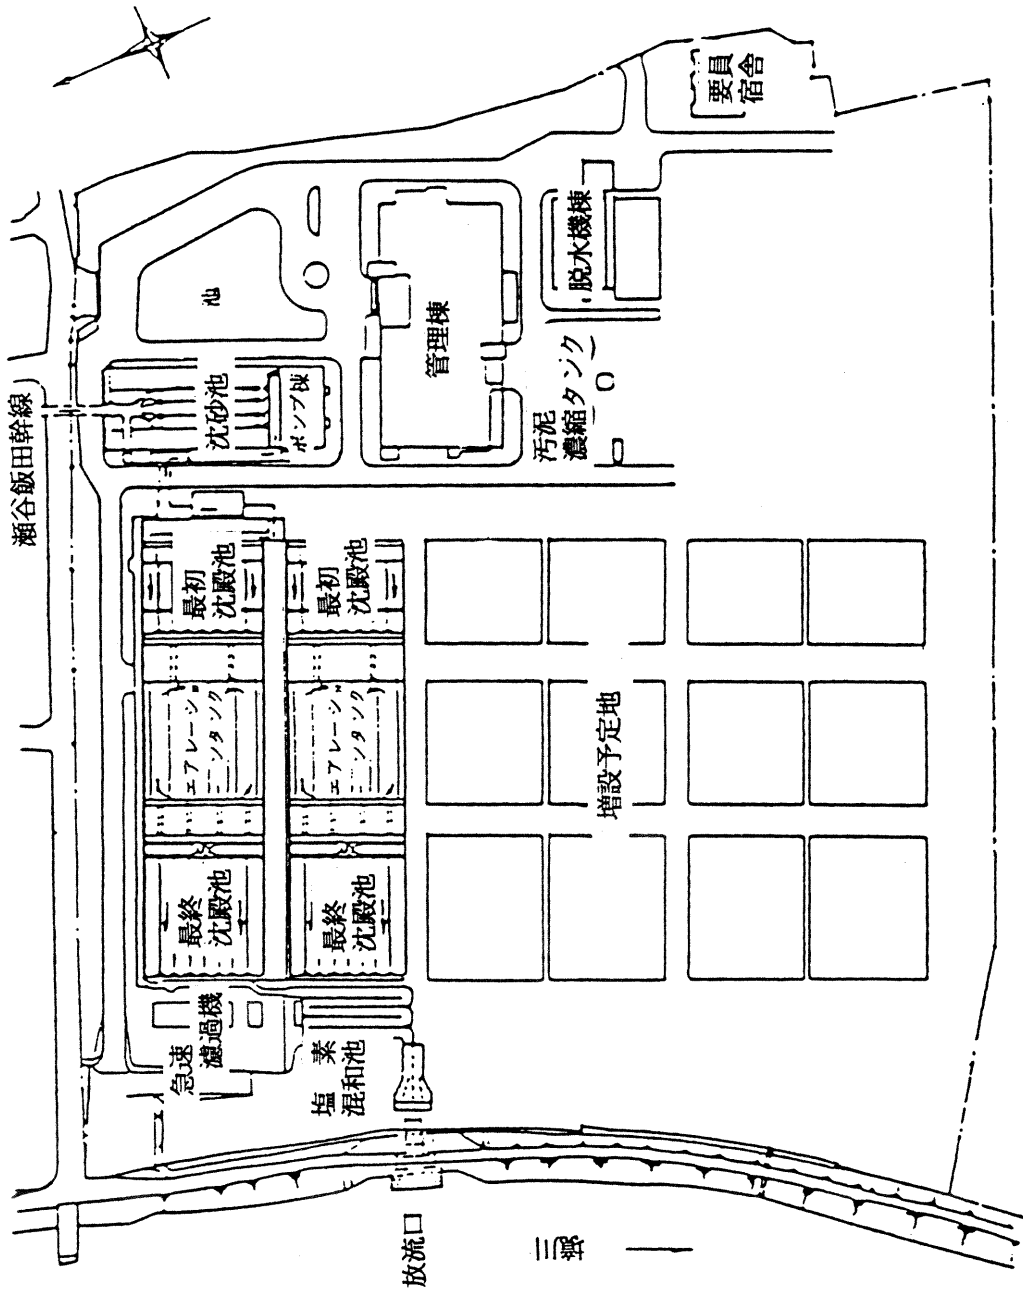 瀬谷飯田幹線
要員
宿舎
池
沈砂池
ポンプ棟
管理棟
脱水機棟
汚泥
濃縮タンク
最初
沈殿池
最初
沈殿池
エアレーショ
ンタンク
エアレーショ
ンタンク
最終
沈殿池
最終
沈殿池
増設予定地
急速
濾過機
塩素
混和池
放流口